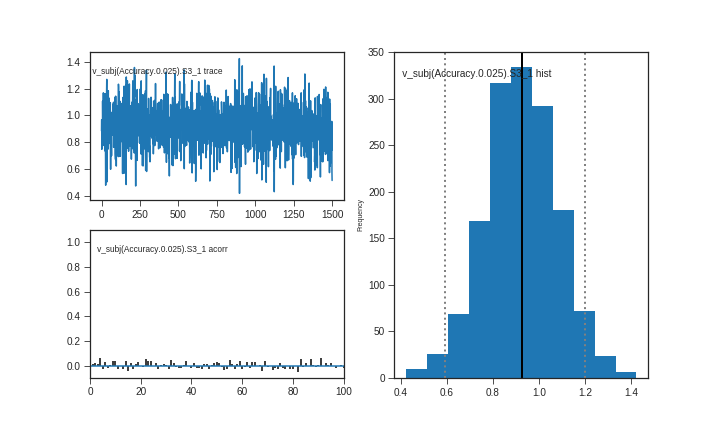 v_subj(Accuracy.0.025).S3_1 trace
1.4
1.2
1.0
0.8
0.6
0.4
0 250 500 750 1000 1250 1500
v_subj(Accuracy.0.025).S3_1 acorr
1.0
0.8
0.6
0.4
0.2
0.0
0 20 40 60 80 100
v_subj(Accuracy.0.025).S3_1 hist
Frequency
350
300
250
200
150
100
50
0
0.4 0.6 0.8 1.0 1.2 1.4